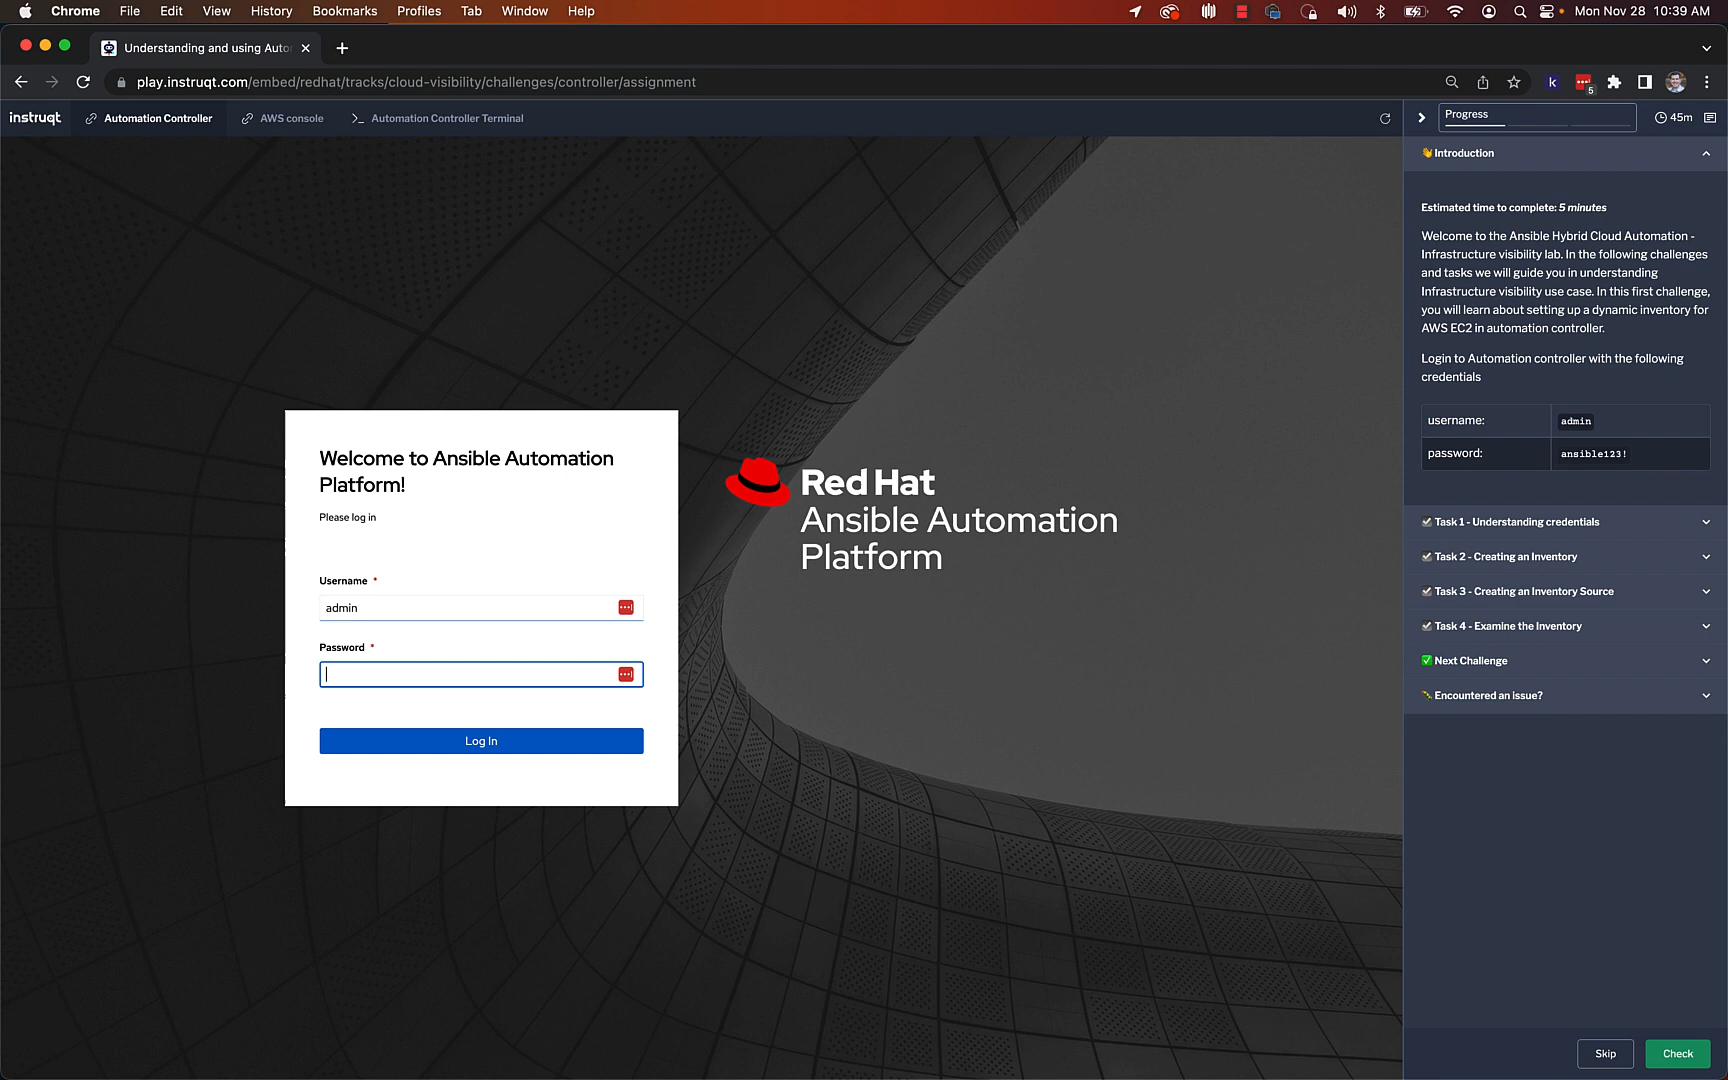 Chrome File Edit View History Bookmarks Profiles Tab Window Help Mon Nov 28 10:39 AM
Understanding and using Auto
play.instruqt.com/embed/redhat/tracks/cloud-visibility/challenges/controller/assignment
5
instruqt Automation Controller AWS console Automation Controller Terminal
Progress
45m
Welcome to Ansible Automation
Platform!
Please log in
Username *
admin
Password *
Log In
Red Hat
Ansible Automation
Platform
Introduction
Estimated time to complete: 5 minutes
Welcome to the Ansible Hybrid Cloud Automation -
Infrastructure visibility lab. In the following challenges
and tasks we will guide you in understanding
Infrastructure visibility use case. In this first challenge,
you will learn about setting up a dynamic inventory for
AWS EC2 in automation controller.
Login to Automation controller with the following
credentials
username: admin
password: ansible123!
Task 1 - Understanding credentials
Task 2 - Creating an Inventory
Task 3 - Creating an Inventory Source
Task 4 - Examine the Inventory
Next Challenge
Encountered an issue?
Skip Check